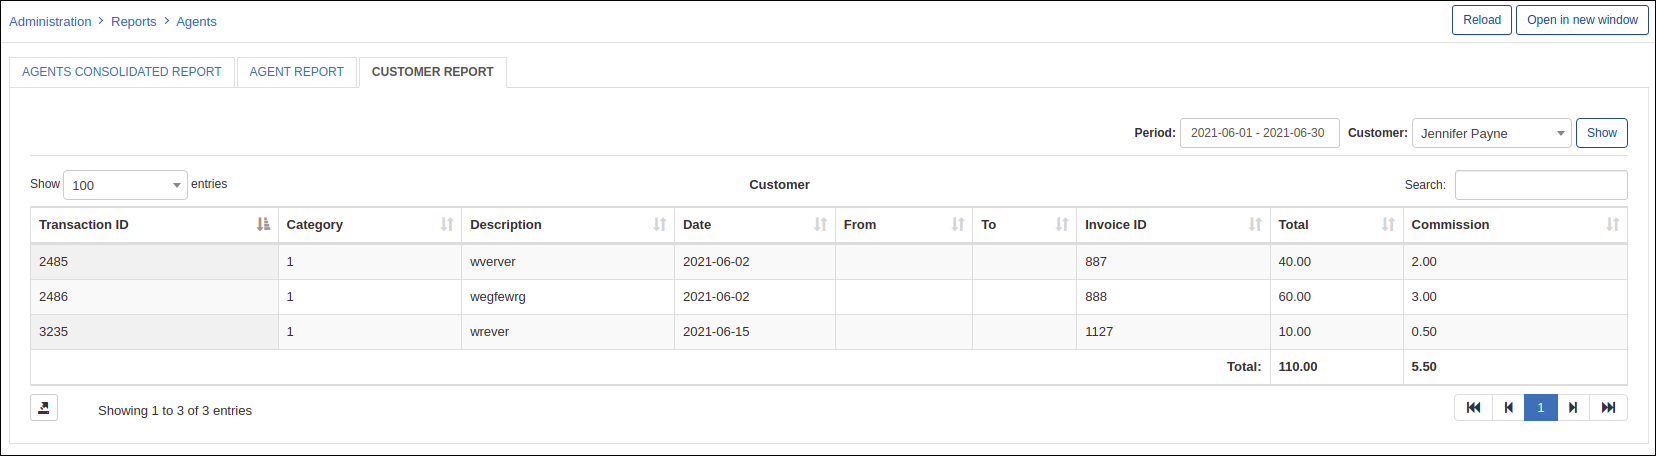 Administration > Reports > Agents Reload Open in new window
AGENTS CONSOLIDATED REPORT AGENT REPORT CUSTOMER REPORT
Period: 2021-06-01 - 2021-06-30 Customer: Jennifer Payne Show
Show 100 entries Customer Search:
Transaction ID Category Description Date From To Invoice ID Total Commission
2485 1 wverver 2021-06-02 887 40.00 2.00
2486 1 wegfewrg 2021-06-02 888 60.00 3.00
3235 1 wrever 2021-06-15 1127 10.00 0.50
Total: 110.00 5.50
Showing 1 to 3 of 3 entries 1